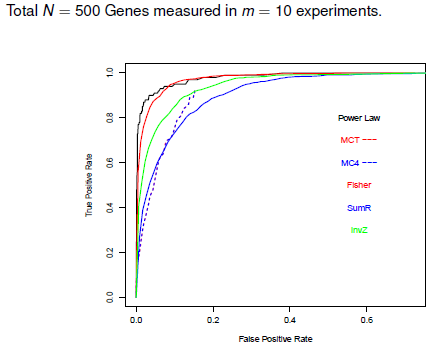 Total N = 500 Genes measured in m = 10 experiments.
1.0
0.8
0.6
0.4
0.2
0.0
True Positive Rate
Power Law
MCT ---
MC4 ---
Fisher
SumR
InvZ
0.0 0.2 0.4 0.6
False Positive Rate